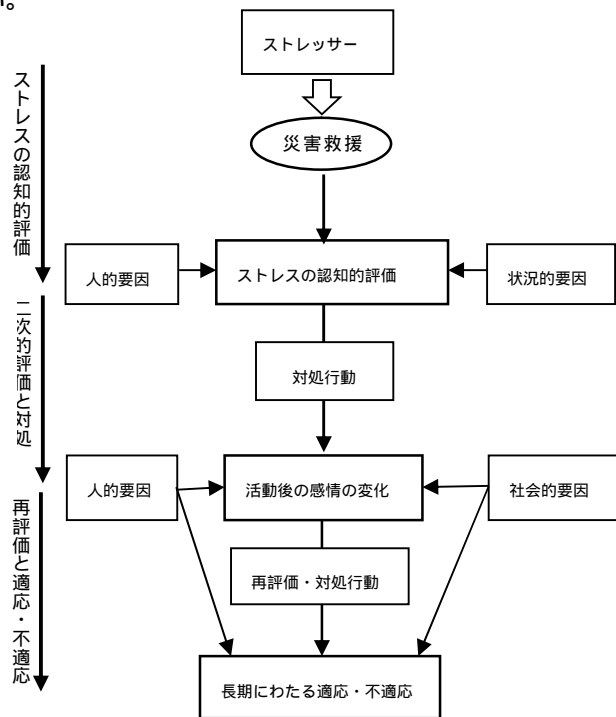 い。
ストレッサー
災害救援
ストレスの認知的評価
人的要因
ストレスの認知的評価
状況的要因
二次的評価と対処
対処行動
人的要因
活動後の感情の変化
社会的要因
再評価と適応・不適応
再評価・対処行動
長期にわたる適応・不適応